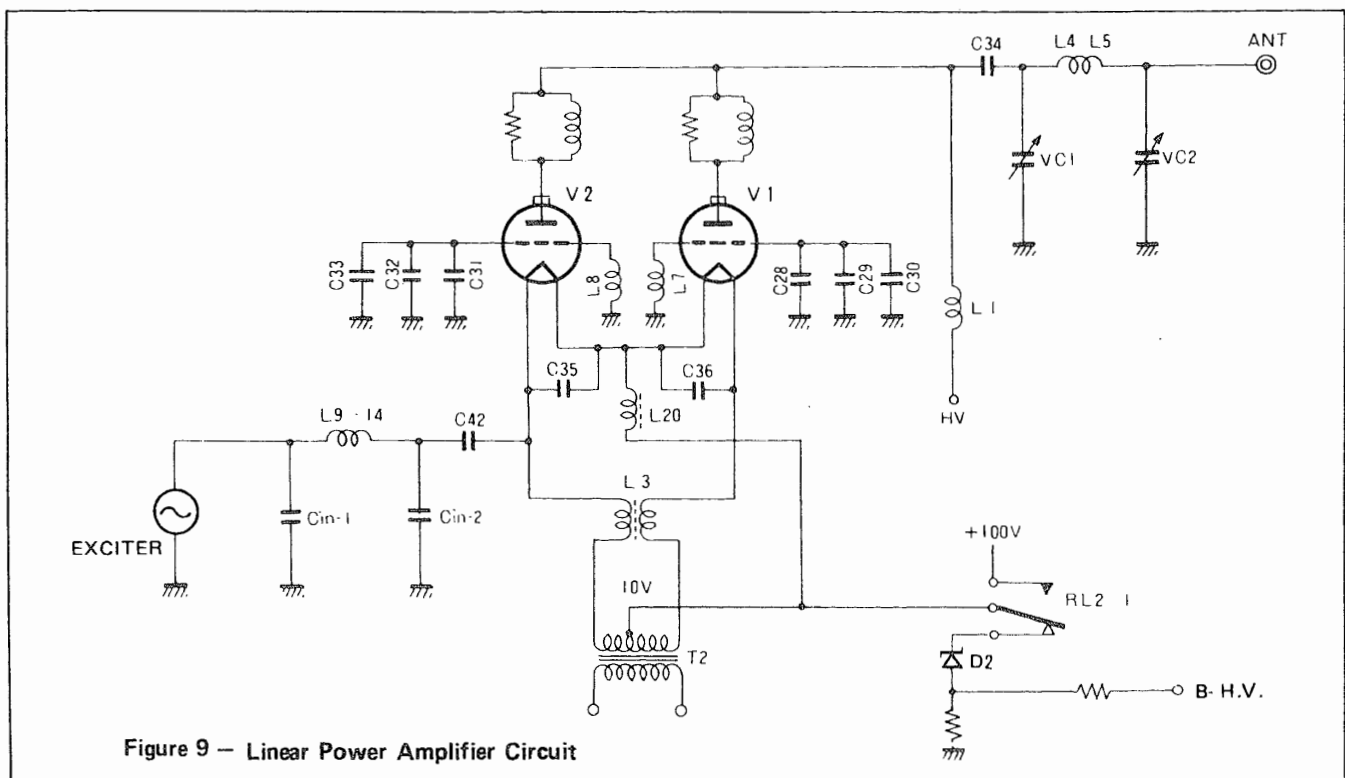 C34
L4 L5
ANT
VC1
VC2
V2
V1
C33
C32
C31
L8
L7
C28
C29
C30
L1
HV
C35
C36
L20
L9 - 14
C42
L3
EXCITER
Cin-1
Cin-2
10V
T2
+100V
RL2 1
D2
B- H.V.
Figure 9 — Linear Power Amplifier Circuit